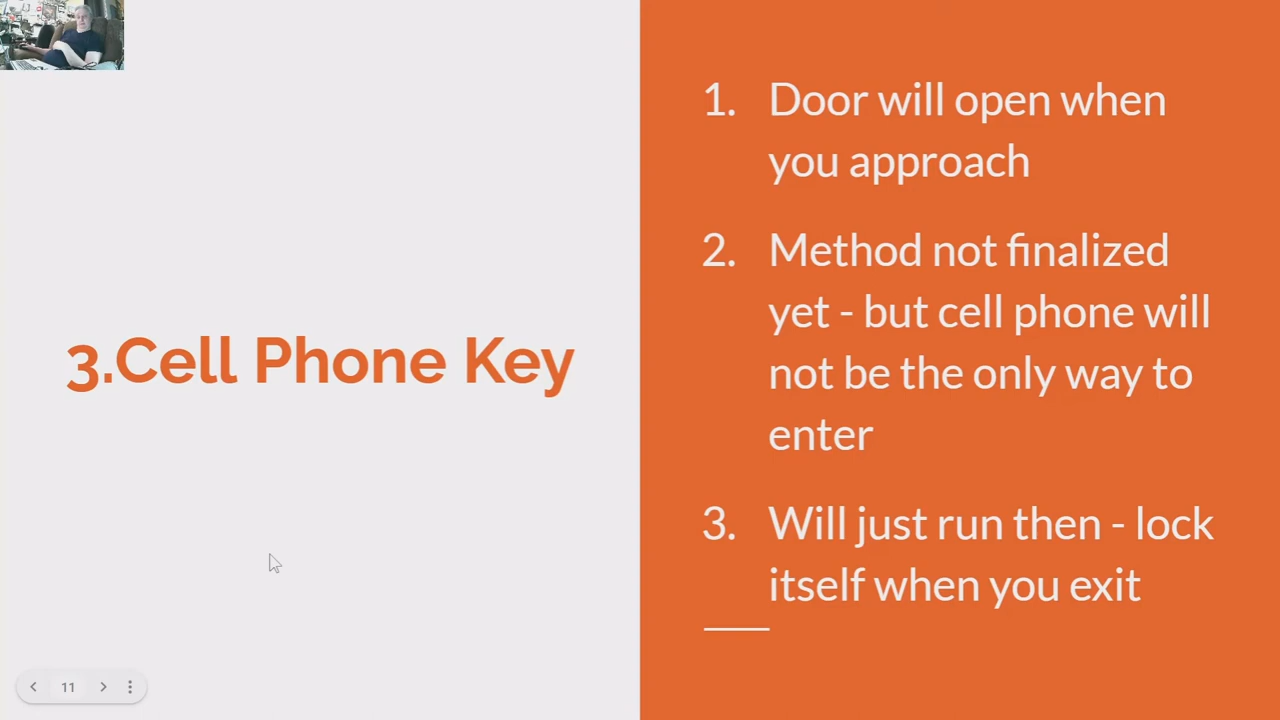 3.Cell Phone Key
1. Door will open when
you approach
2. Method not finalized
yet - but cell phone will
not be the only way to
enter
3. Will just run then - lock
itself when you exit
11